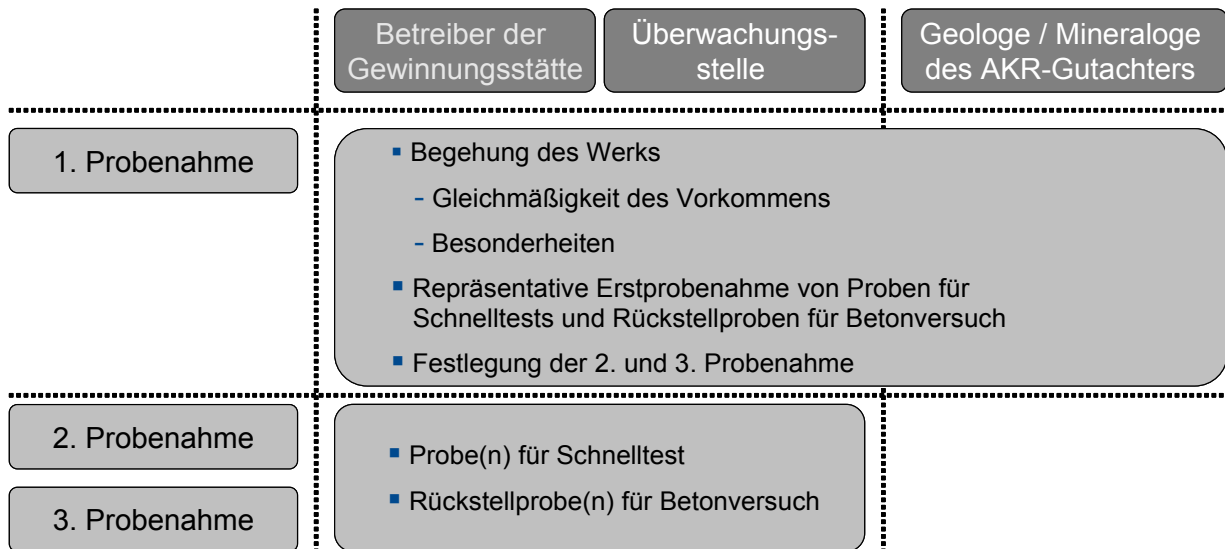 Betreiber der
Gewinnungsstätte
Überwachungs-
stelle
Geologe / Mineraloge
des AKR-Gutachters
1. Probenahme
▪ Begehung des Werks
- Gleichmäßigkeit des Vorkommens
- Besonderheiten
▪ Repräsentative Erstprobenahme von Proben für
Schnelltests und Rückstellproben für Betonversuch
▪ Festlegung der 2. und 3. Probenahme
2. Probenahme
3. Probenahme
▪ Probe(n) für Schnelltest
▪ Rückstellprobe(n) für Betonversuch